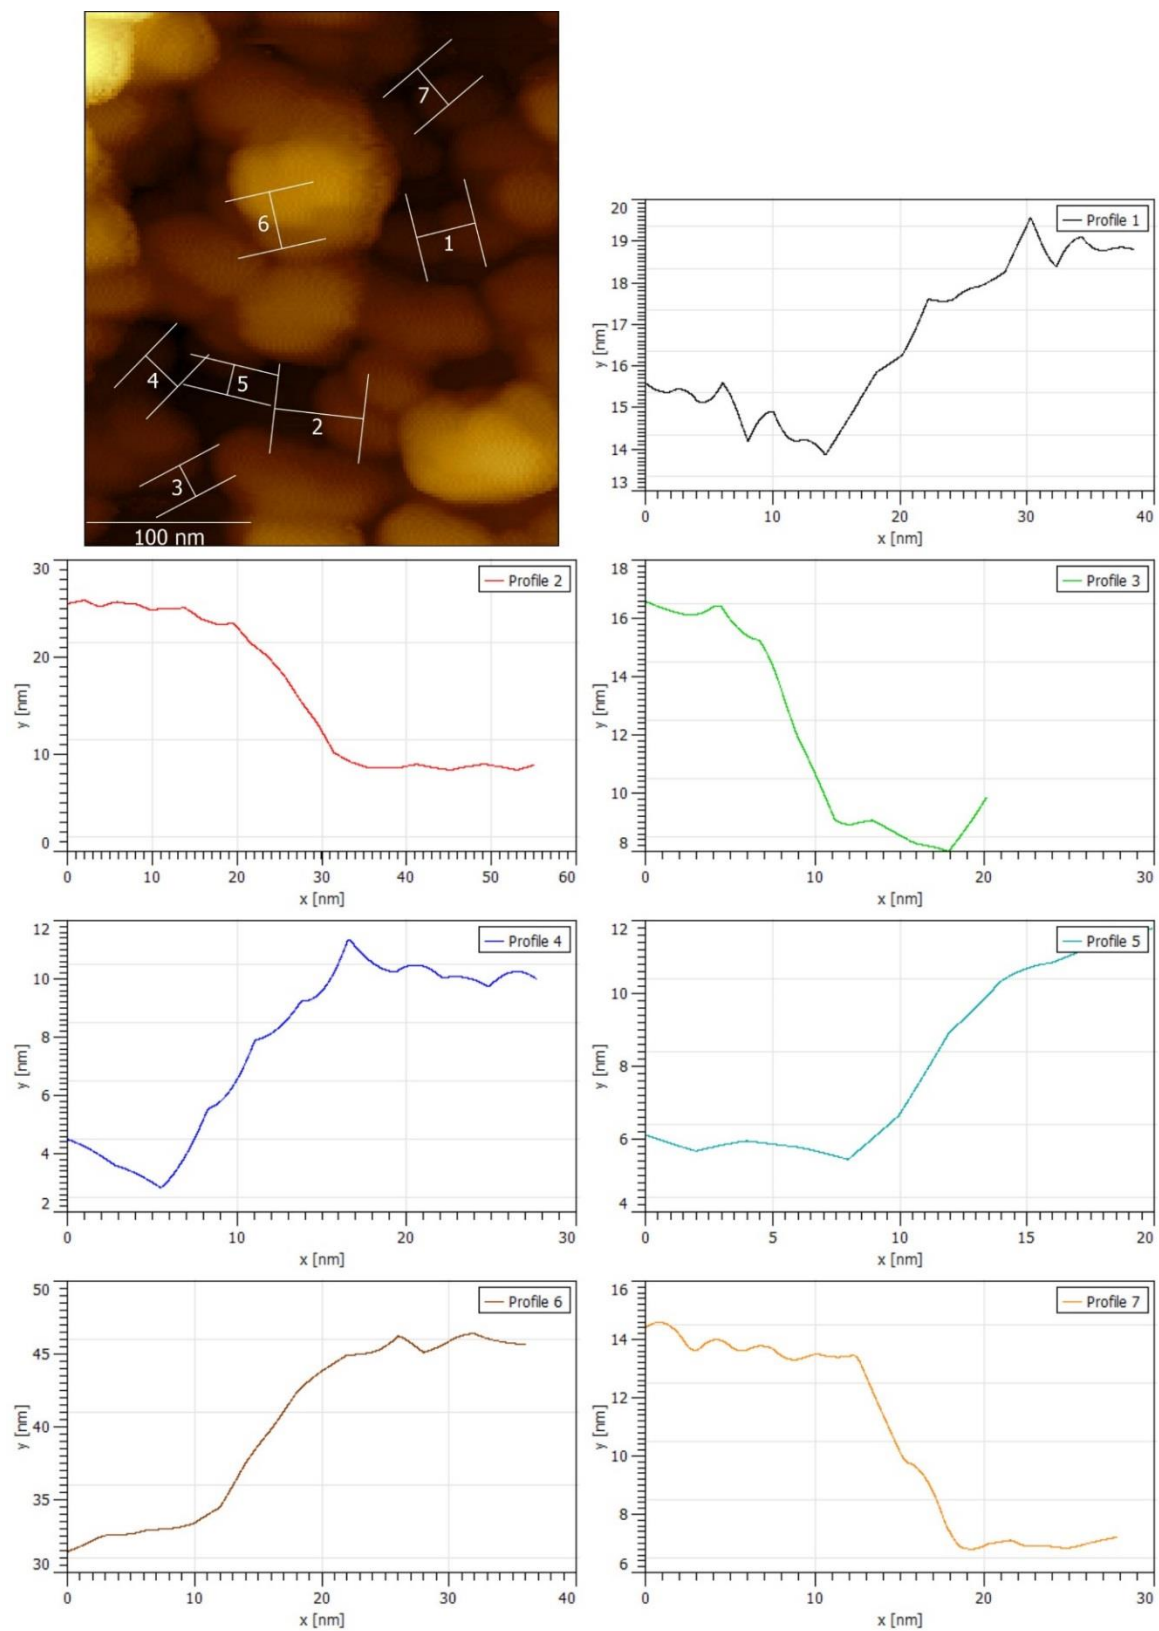 7
6
1
4
5
2
3
100 nm
20
19
18
17
16
15
14
13
y [nm]
Profile 1
0 10 20 30 40
x [nm]
30
20
10
0
y [nm]
Profile 2
0 10 20 30 40 50 60
x [nm]
18
16
14
12
10
8
y [nm]
Profile 3
0 10 20 30
x [nm]
12
10
8
6
4
2
y [nm]
Profile 4
0 10 20 30
x [nm]
12
10
8
6
4
y [nm]
Profile 5
0 5 10 15 20
x [nm]
50
45
40
35
30
y [nm]
Profile 6
0 10 20 30 40
x [nm]
16
14
12
10
8
6
y [nm]
Profile 7
0 10 20 30
x [nm]